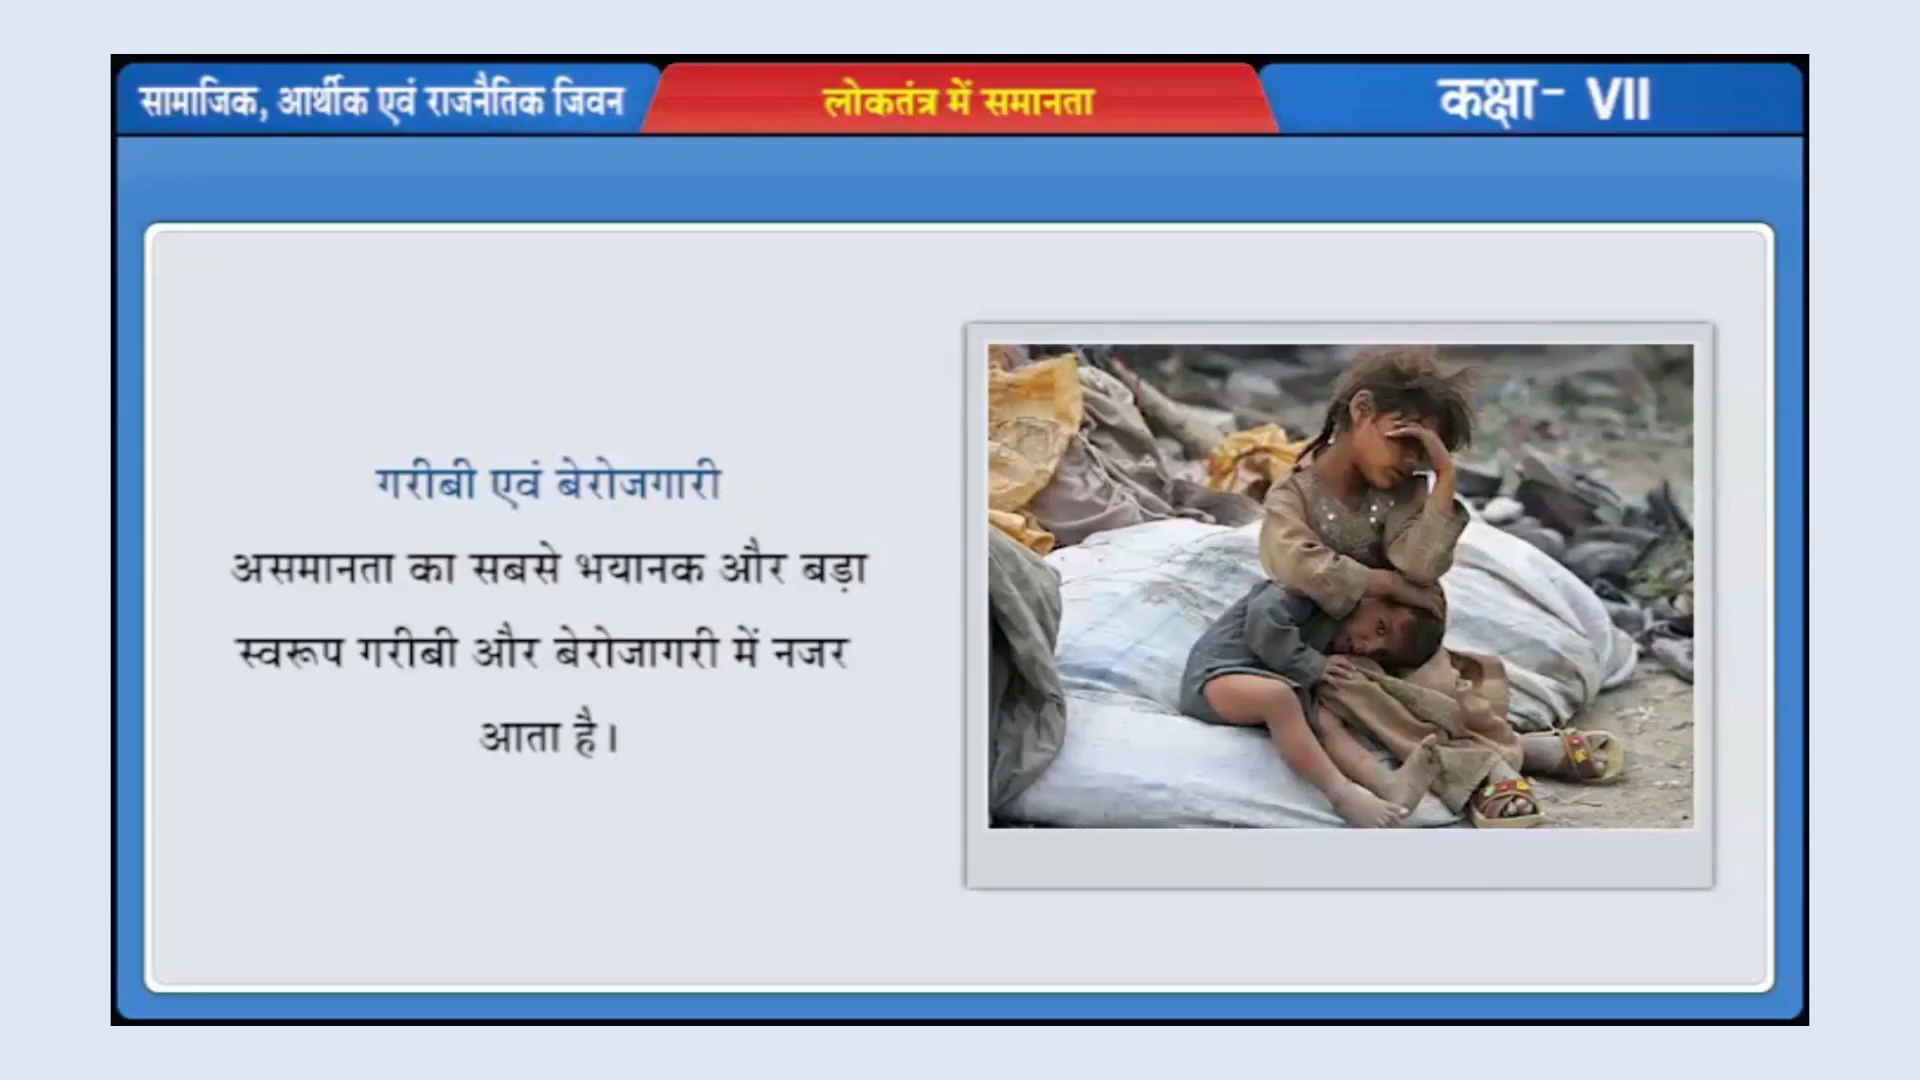 सामाजिक, आर्थीक एवं राजनैतिक जिवन
लोकतंत्र में समानता
कक्षा- VII
गरीबी एवं बेरोजगारी
असमानता का सबसे भयानक और बड़ा
स्वरूप गरीबी और बेरोजागरी में नजर
आता है।